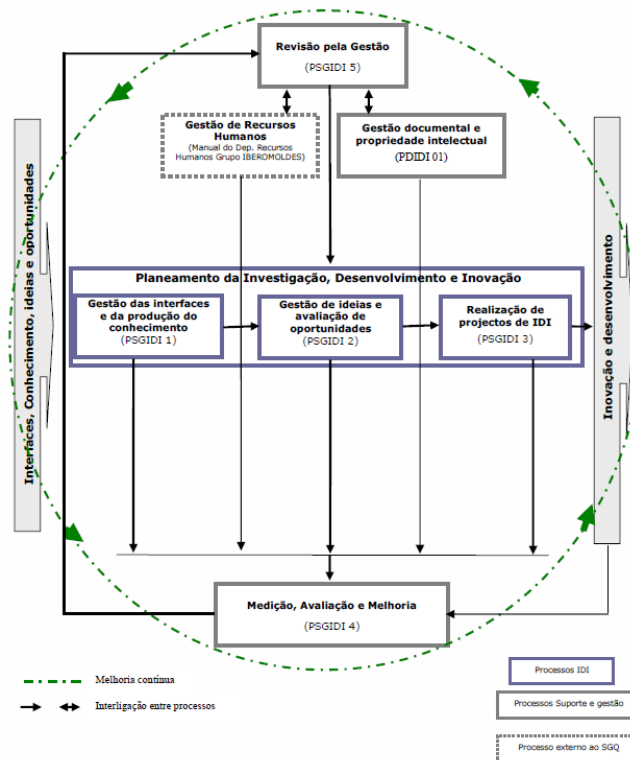 Revisão pela Gestão
(PSGIDI 5)
Gestão de Recursos
Humanos
(Manual do Dep. Recursos
Humanos Grupo IBEROMOLDES)
Gestão documental e
propriedade intelectual
(PDIDI 01)
Interfaces, Conhecimento, ideias e oportunidades
Planeamento da Investigação, Desenvolvimento e Inovação
Gestão das interfaces
e da produção do
conhecimento
(PSGIDI 1)
Gestão de ideias e
avaliação de
oportunidades
(PSGIDI 2)
Realização de
projectos de IDI
(PSGIDI 3)
Inovação e desenvolvimento
Medição, Avaliação e Melhoria
(PSGIDI 4)
Melhoria contínua
Interligação entre processos
Processos IDI
Processos Suporte e gestão
Processo externo ao SGQ